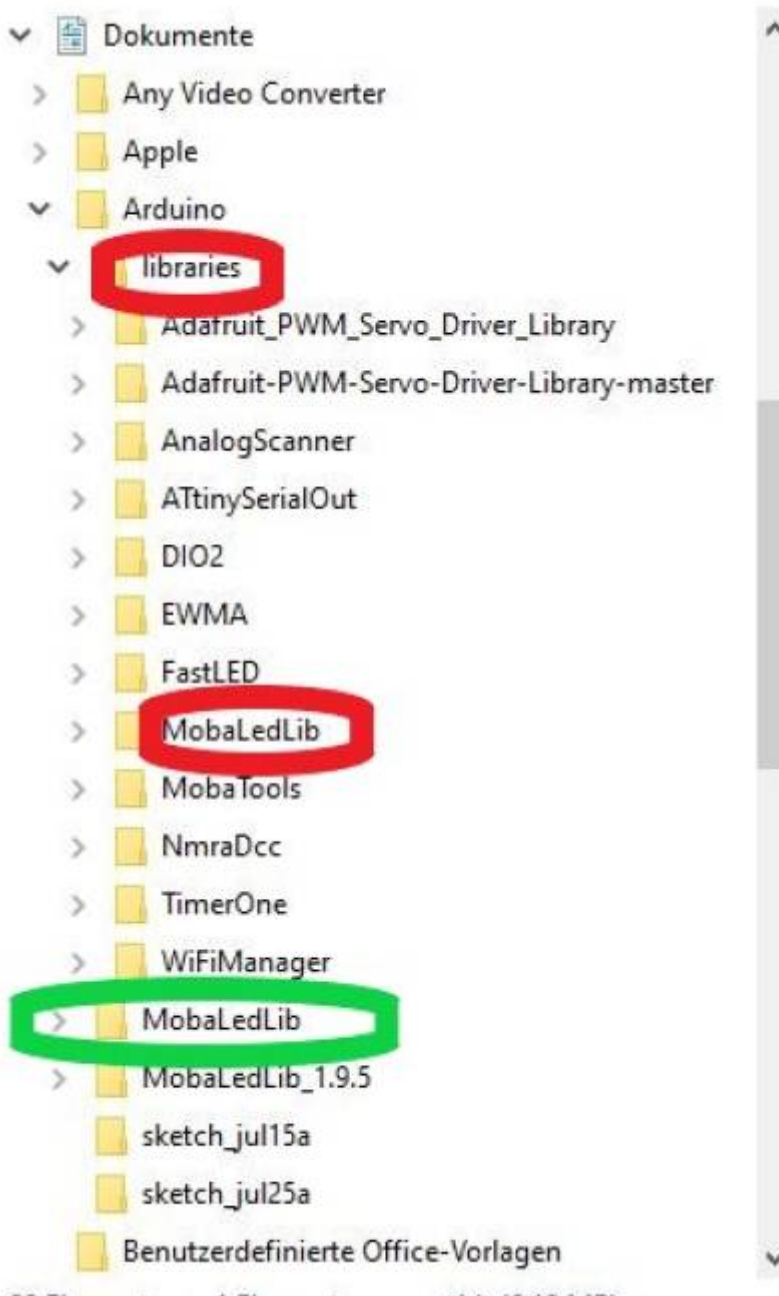 Dokumente
Any Video Converter
Apple
Arduino
libraries
Adafruit_PWM_Servo_Driver_Library
Adafruit-PWM-Servo-Driver-Library-master
AnalogScanner
ATtinySerialOut
DIO2
EWMA
FastLED
MobaLedLib
MobaTools
NmraDcc
TimerOne
WiFiManager
MobaLedLib
MobaLedLib_1.9.5
sketch_jul15a
sketch_jul25a
Benutzerdefinierte Office-Vorlagen